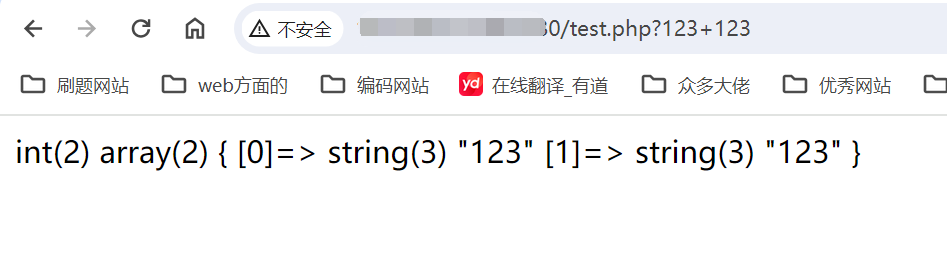 不安全
80/test.php?123+123
刷题网站 web方面的 编码网站 yd 在线翻译_有道 众多大佬 优秀网站
int(2) array(2) { [0]=> string(3) "123" [1]=> string(3) "123" }